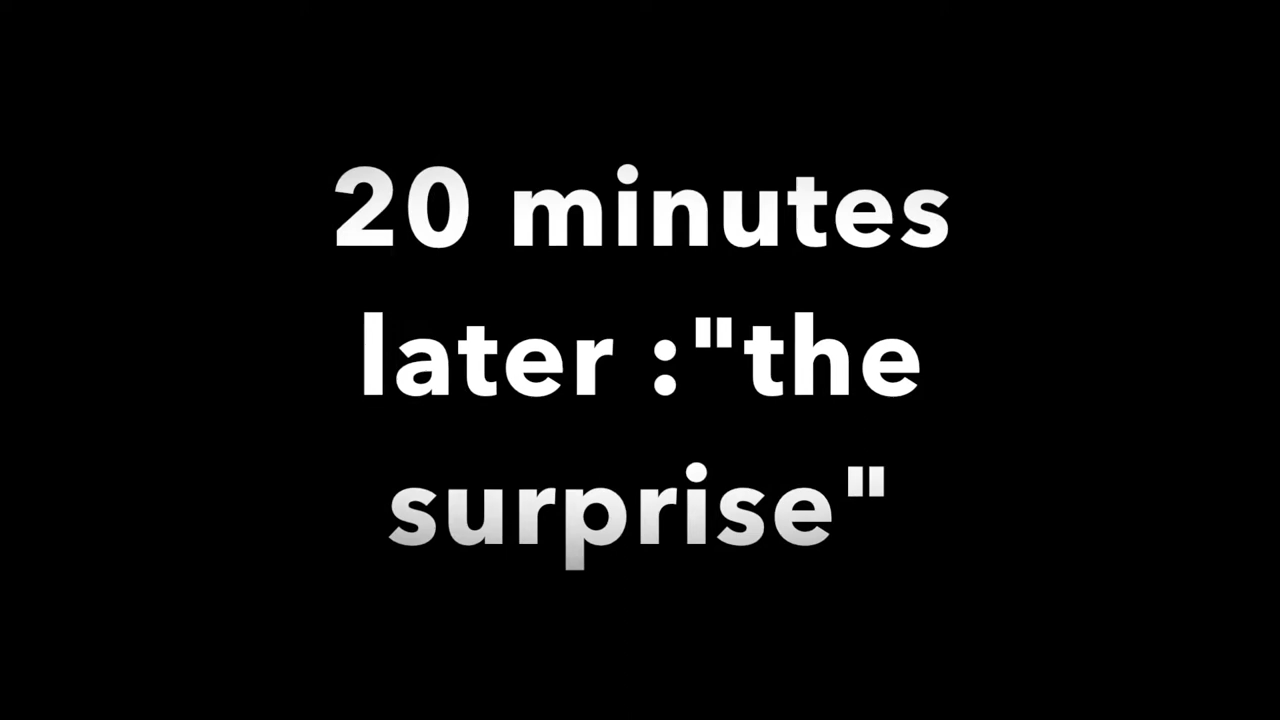 20 minutes
later :"the
surprise"